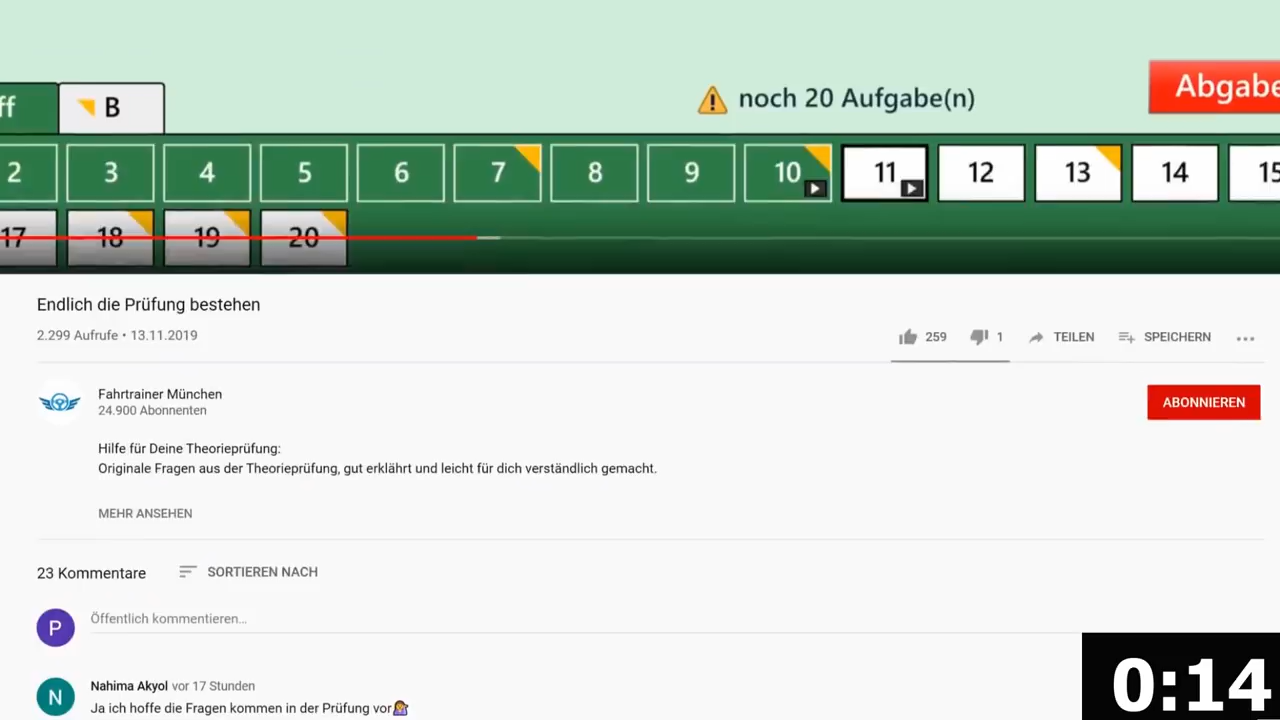 ff
B
noch 20 Aufgabe(n)
Abgabe
2 3 4 5 6 7 8 9 10 11 12 13 14 15
17 18 19 20
Endlich die Prüfung bestehen
2.299 Aufrufe • 13.11.2019
259 1 TEILEN SPEICHERN
Fahrtrainer München
24.900 Abonnenten
ABONNIEREN
Hilfe für Deine Theorieprüfung:
Originale Fragen aus der Theorieprüfung, gut erklährt und leicht für dich verständlich gemacht.
MEHR ANSEHEN
23 Kommentare SORTIEREN NACH
P
Öffentlich kommentieren...
N
Nahima Akyol vor 17 Stunden
Ja ich hoffe die Fragen kommen in der Prüfung vor🤷
0:14